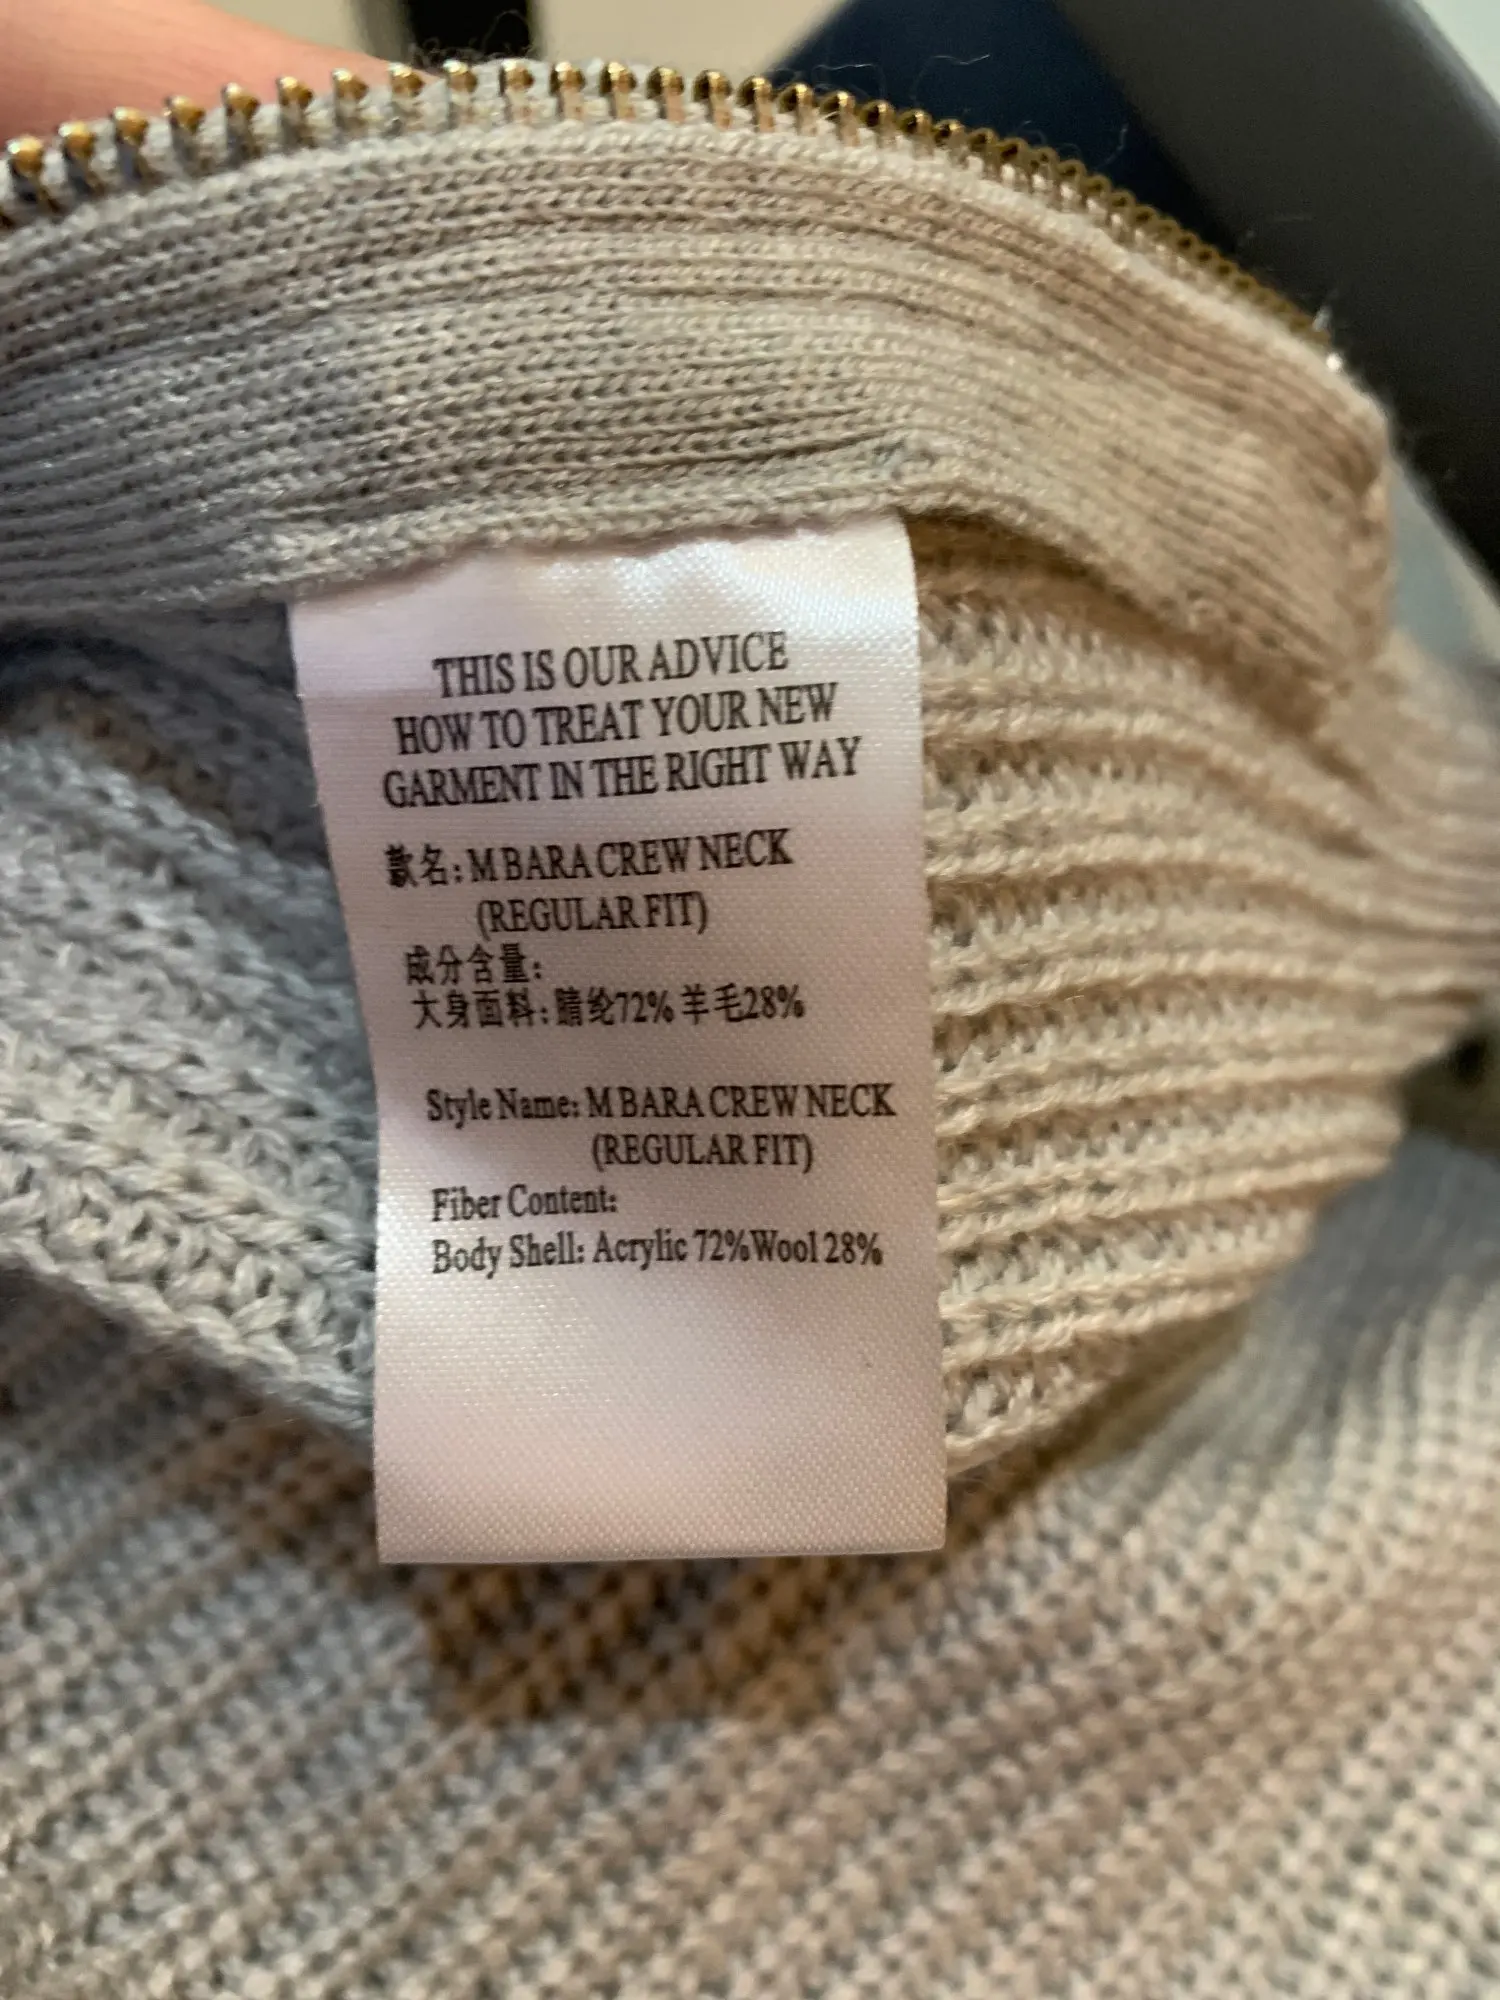 THIS IS OUR ADVICE
HOW TO TREAT YOUR NEW
GARMENT IN THE RIGHT WAY
款名: M BARA CREW NECK
(REGULAR FIT)
成分含量:
大身面料: 腈纶72% 羊毛28%
Style Name: M BARA CREW NECK
(REGULAR FIT)
Fiber Content:
Body Shell: Acrylic 72%Wool 28%